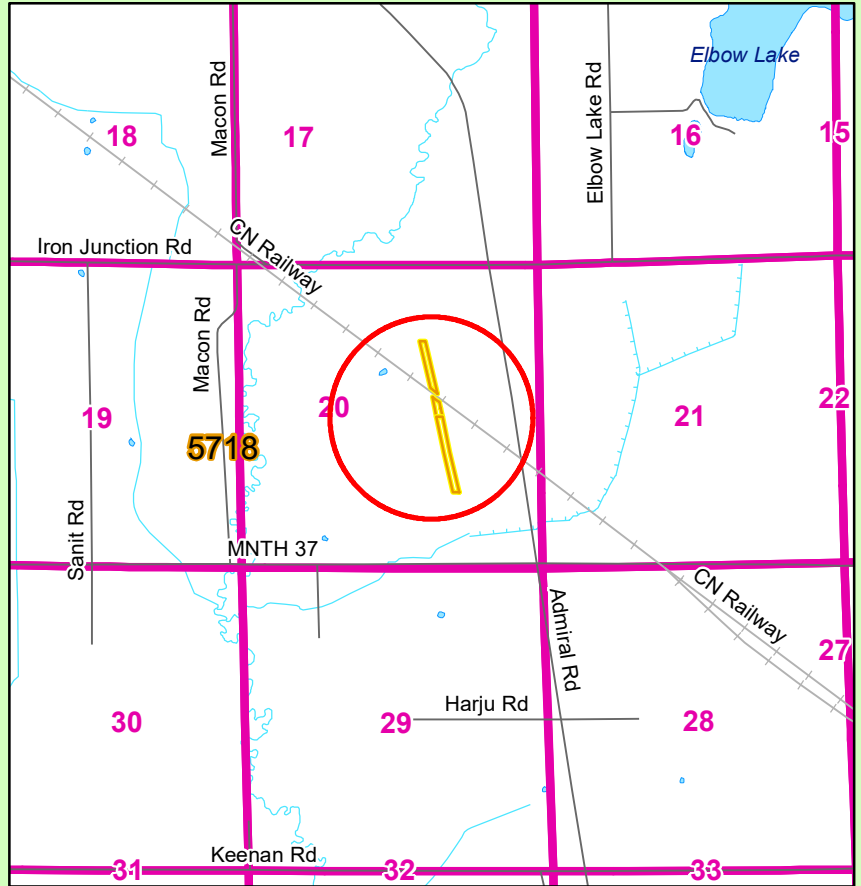 Elbow Lake
Macon Rd
Elbow Lake Rd
18
17
16
15
CN Railway
Iron Junction Rd
Macon Rd
19
20
21
22
5718
Sanit Rd
MNTH 37
CN Railway
Admiral Rd
27
30
29
Harju Rd
28
Keenan Rd
31
32
33